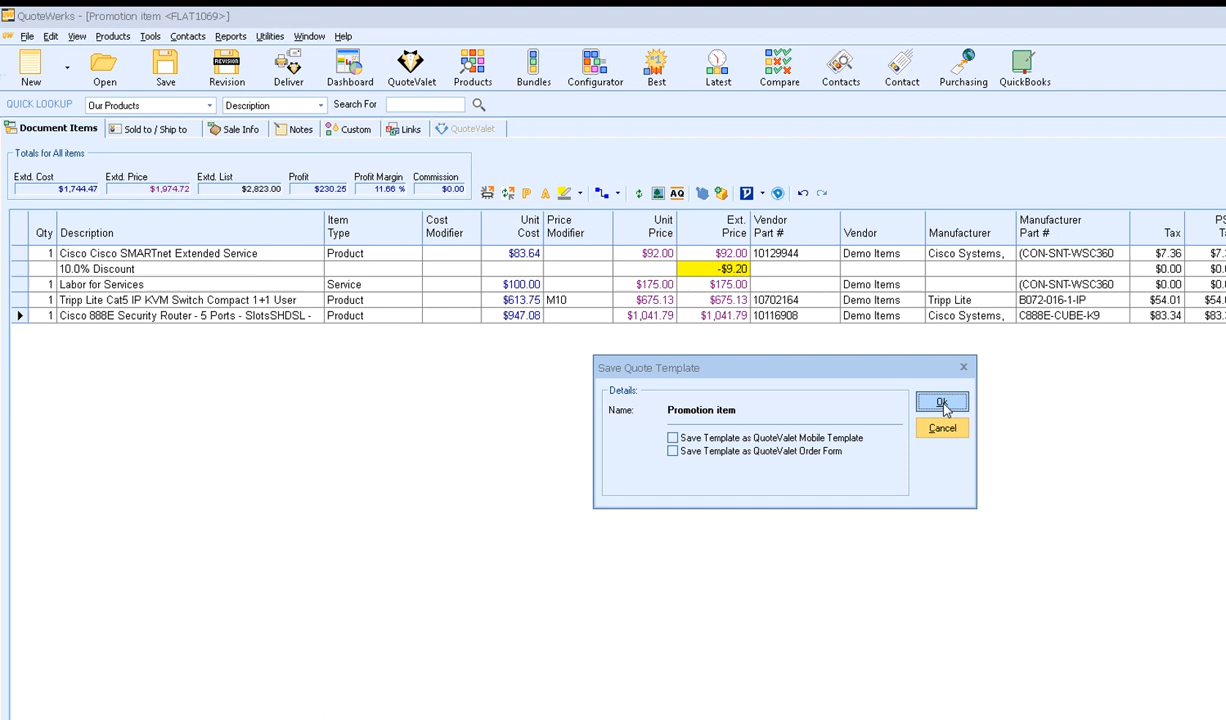 QuoteWerks - [Promotion item <FLAT1069>]
File Edit View Products Tools Contacts Reports Utilities Window Help
REVISION #1
New Open Save Revision Deliver Dashboard QuoteValet Products Bundles Configurator Best Latest Compare Contacts Contact Purchasing QuickBooks
QUICK LOOKUP Our Products Description Search For
Document Items Sold to / Ship to Sale Info Notes Custom Links QuoteValet
Totals for All items
Extd. Cost Extd. Price Extd. List Profit Profit Margin Commission
$1,744.47 $1,974.72 $2,823.00 $230.25 11.66 % $0.00
P A AQ P
Qty Description Item Type Cost Modifier Unit Cost Price Modifier Unit Price Ext. Price Vendor Part # Vendor Manufacturer Manufacturer Part # Tax
1 Cisco Cisco SMARTnet Extended Service Product $83.64 $92.00 $92.00 10129944 Demo Items Cisco Systems, (CON-SNT-WSC360 $7.36 $0.
10.0% Discount -$9.20 $0.00 $0.
1 Labor for Services Service $100.00 $175.00 $175.00 Demo Items (CON-SNT-WSC360 $0.00 $0.
1 Tripp Lite Cat5 IP KVM Switch Compact 1+1 User Product $613.75 M10 $675.13 $675.13 10702164 Demo Items Tripp Lite B072-016-1-IP $54.01 $54.
1 Cisco 888E Security Router - 5 Ports - SlotsSHDSL - Product $947.08 $1,041.79 $1,041.79 10116908 Demo Items Cisco Systems, C888E-CUBE-K9 $83.34 $83.
Save Quote Template x
Details:
Name: Promotion item
Ok
Cancel
Save Template as QuoteValet Mobile Template
Save Template as QuoteValet Order Form